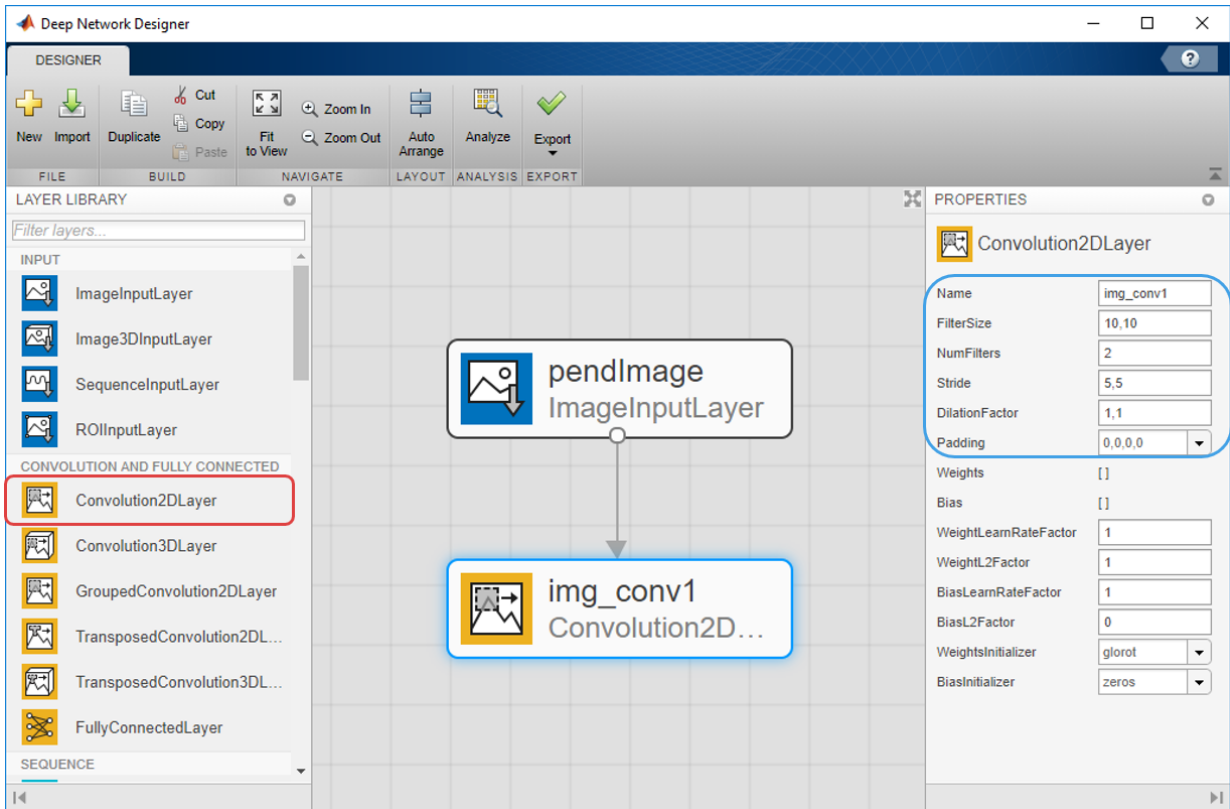 Deep Network Designer
DESIGNER
?
New
Import
Duplicate
Cut
Copy
Paste
Fit
to View
Zoom In
Zoom Out
Auto
Arrange
Analyze
Export
FILE
BUILD
NAVIGATE
LAYOUT
ANALYSIS
EXPORT
LAYER LIBRARY
Filter layers...
INPUT
ImageInputLayer
Image3DInputLayer
SequenceInputLayer
ROIInputLayer
CONVOLUTION AND FULLY CONNECTED
Convolution2DLayer
Convolution3DLayer
GroupedConvolution2DLayer
TransposedConvolution2DL...
TransposedConvolution3DL...
FullyConnectedLayer
SEQUENCE
pendImage
ImageInputLayer
img_conv1
Convolution2D...
PROPERTIES
Convolution2DLayer
Name img_conv1
FilterSize 10,10
NumFilters 2
Stride 5,5
DilationFactor 1,1
Padding 0,0,0,0
Weights []
Bias []
WeightLearnRateFactor 1
WeightL2Factor 1
BiasLearnRateFactor 1
BiasL2Factor 0
WeightsInitializer glorot
BiasInitializer zeros